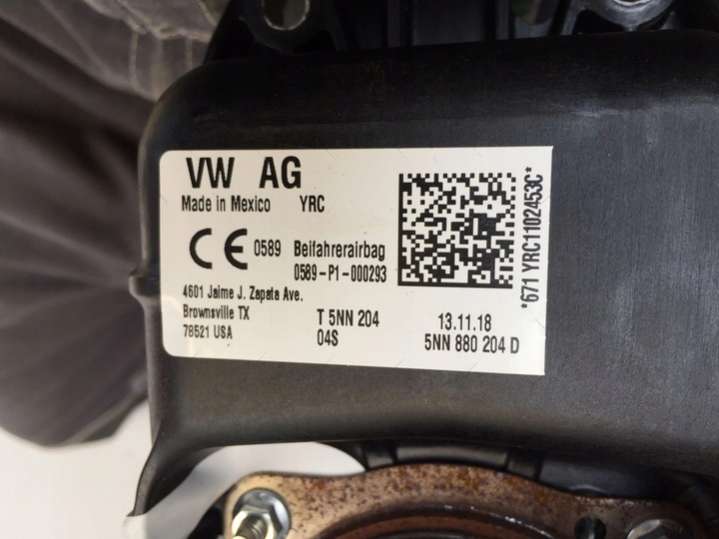 VW AG
Made in Mexico YRC
CE 0589 Beifahrerairbag
0589-P1-000293
4601 Jaime J. Zapata Ave.
Brownsville TX
78521 USA
T 5NN 204
04S
13.11.18
5NN 880 204 D
*671 YRC1102453C*